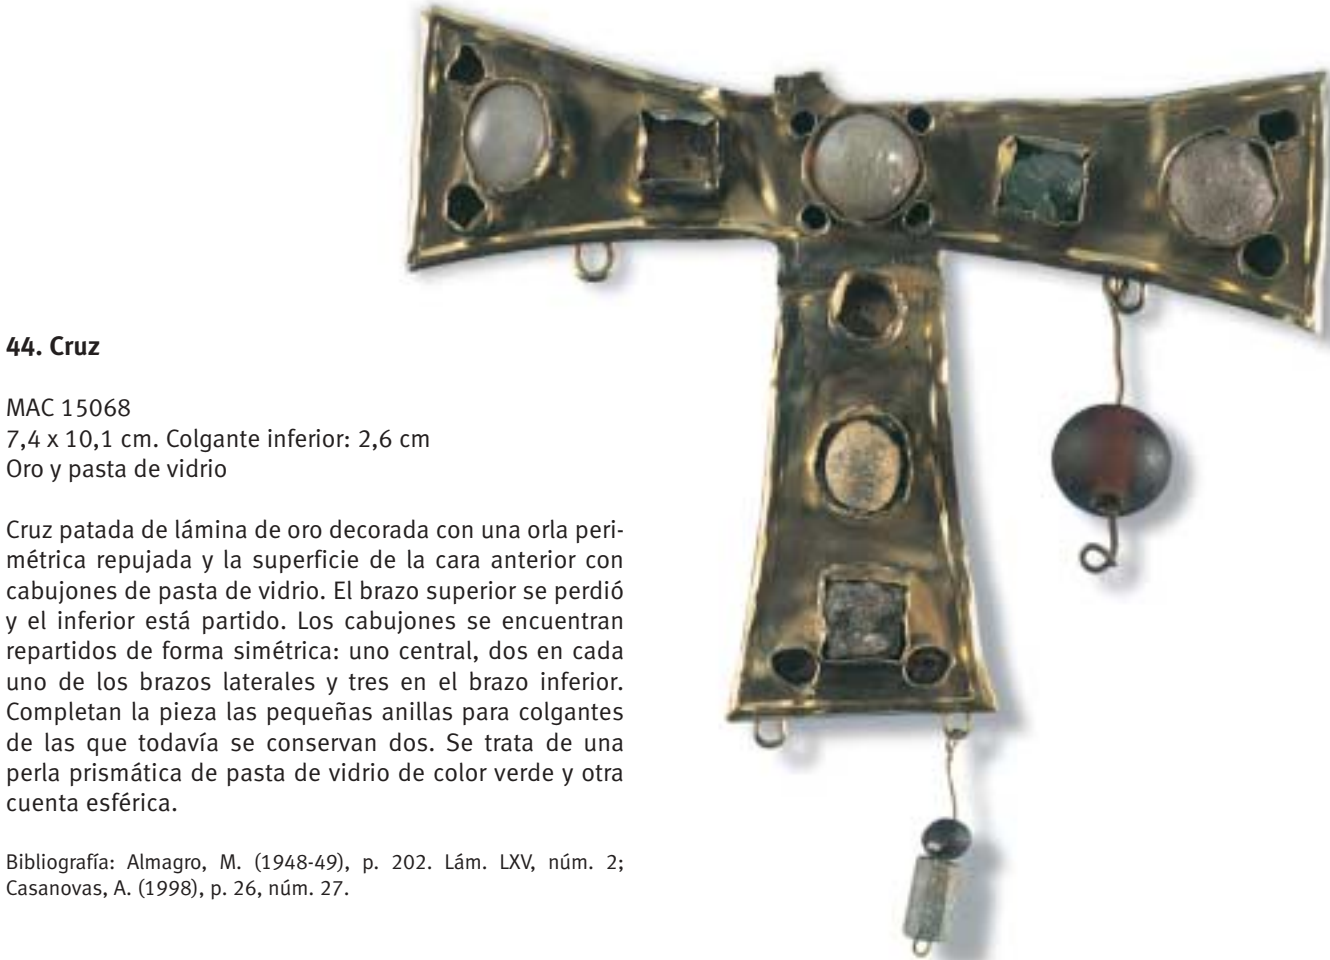 44. Cruz
MAC 15068
7,4 x 10,1 cm. Colgante inferior: 2,6 cm
Oro y pasta de vidrio
Cruz patada de lámina de oro decorada con una orla peri-
métrica repujada y la superficie de la cara anterior con
cabujones de pasta de vidrio. El brazo superior se perdió
y el inferior está partido. Los cabujones se encuentran
repartidos de forma simétrica: uno central, dos en cada
uno de los brazos laterales y tres en el brazo inferior.
Completan la pieza las pequeñas anillas para colgantes
de las que todavía se conservan dos. Se trata de una
perla prismática de pasta de vidrio de color verde y otra
cuenta esférica.
Bibliografía: Almagro, M. (1948-49), p. 202. Lám. LXV, núm. 2;
Casanovas, A. (1998), p. 26, núm. 27.